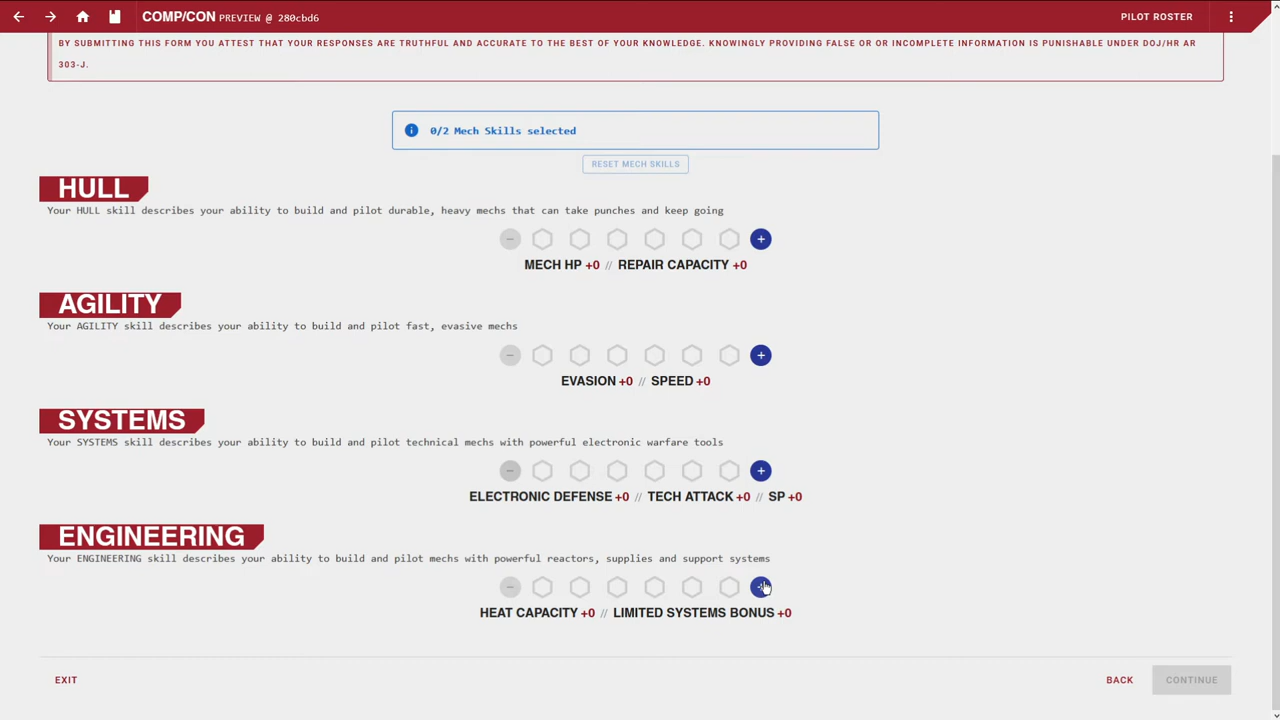 COMP/CON PREVIEW @ 280cbd6
PILOT ROSTER
BY SUBMITTING THIS FORM YOU ATTEST THAT YOUR RESPONSES ARE TRUTHFUL AND ACCURATE TO THE BEST OF YOUR KNOWLEDGE. KNOWINGLY PROVIDING FALSE OR OR INCOMPLETE INFORMATION IS PUNISHABLE UNDER DOJ/HR AR
303-J.
0/2 Mech Skills selected
RESET MECH SKILLS
HULL
Your HULL skill describes your ability to build and pilot durable, heavy mechs that can take punches and keep going
MECH HP +0 // REPAIR CAPACITY +0
AGILITY
Your AGILITY skill describes your ability to build and pilot fast, evasive mechs
EVASION +0 // SPEED +0
SYSTEMS
Your SYSTEMS skill describes your ability to build and pilot technical mechs with powerful electronic warfare tools
ELECTRONIC DEFENSE +0 // TECH ATTACK +0 // SP +0
ENGINEERING
Your ENGINEERING skill describes your ability to build and pilot mechs with powerful reactors, supplies and support systems
HEAT CAPACITY +0 // LIMITED SYSTEMS BONUS +0
EXIT
BACK
CONTINUE